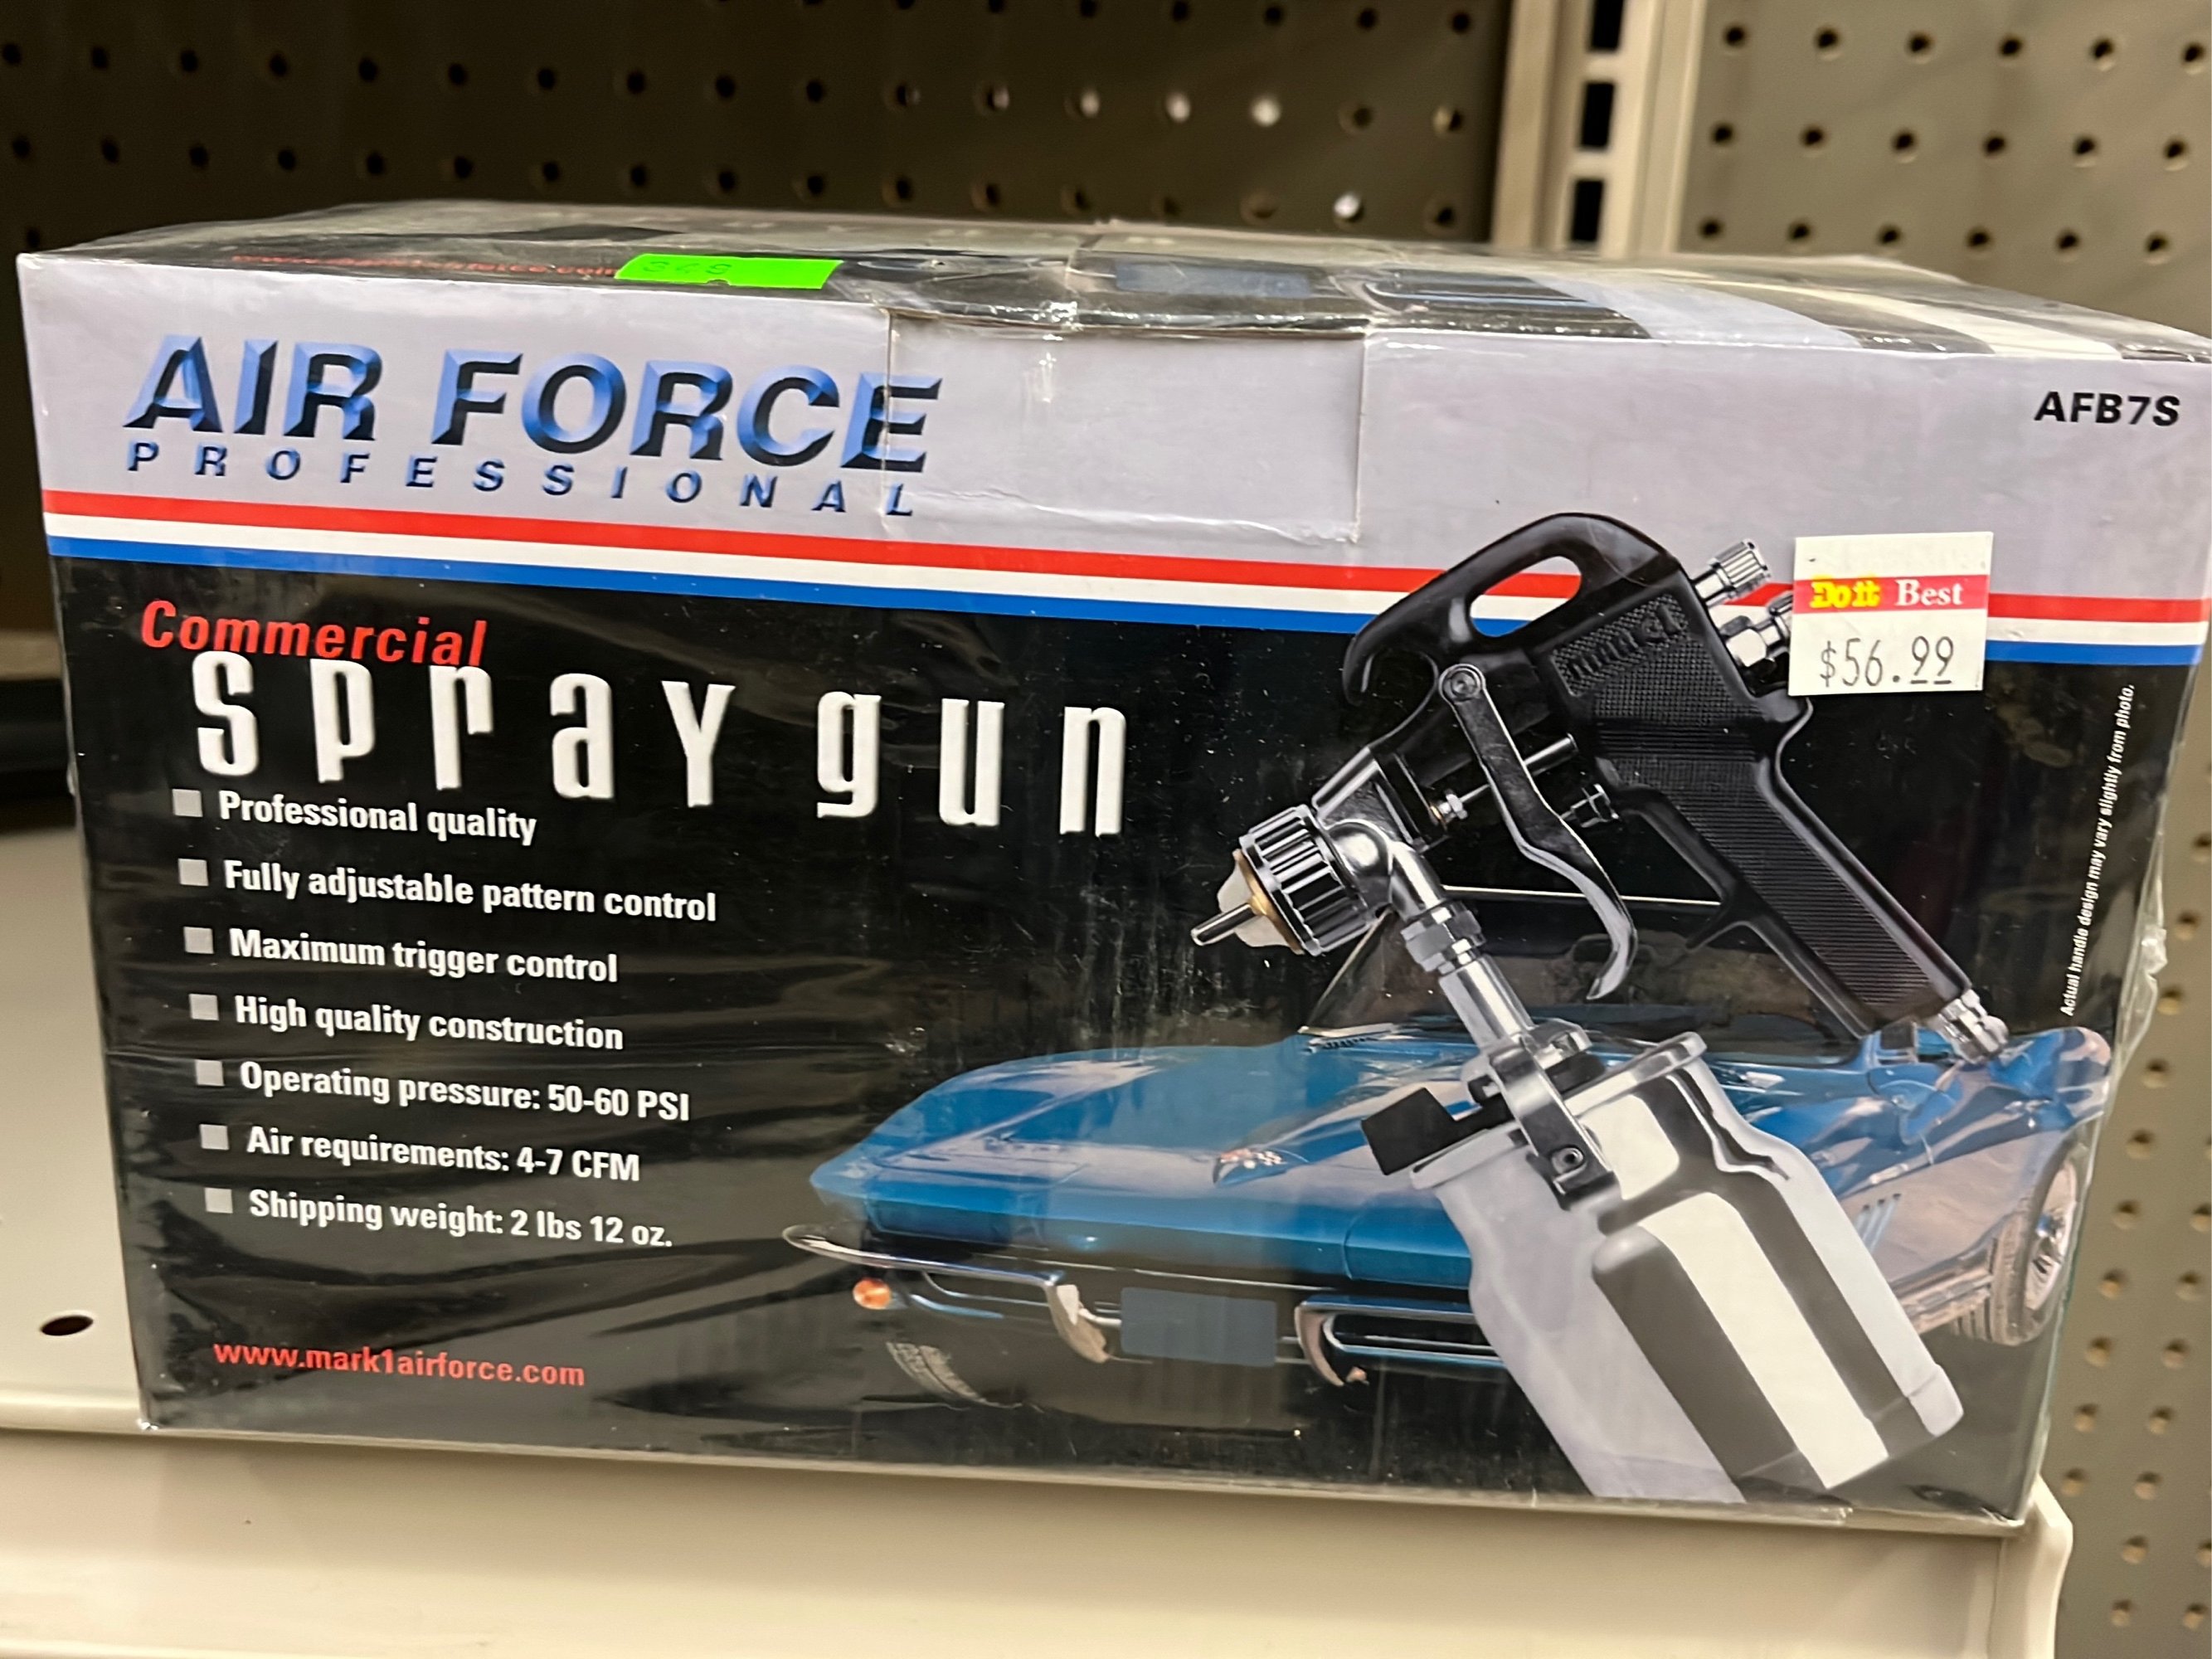 AIR FORCE
PROFESSIONAL
AFB7S
Do it Best
$56.99
Commercial
spray gun
Professional quality
Fully adjustable pattern control
Maximum trigger control
High quality construction
Operating pressure: 50-60 PSI
Air requirements: 4-7 CFM
Shipping weight: 2 lbs 12 oz.
www.mark1airforce.com
Actual handle design may vary slightly from photo.